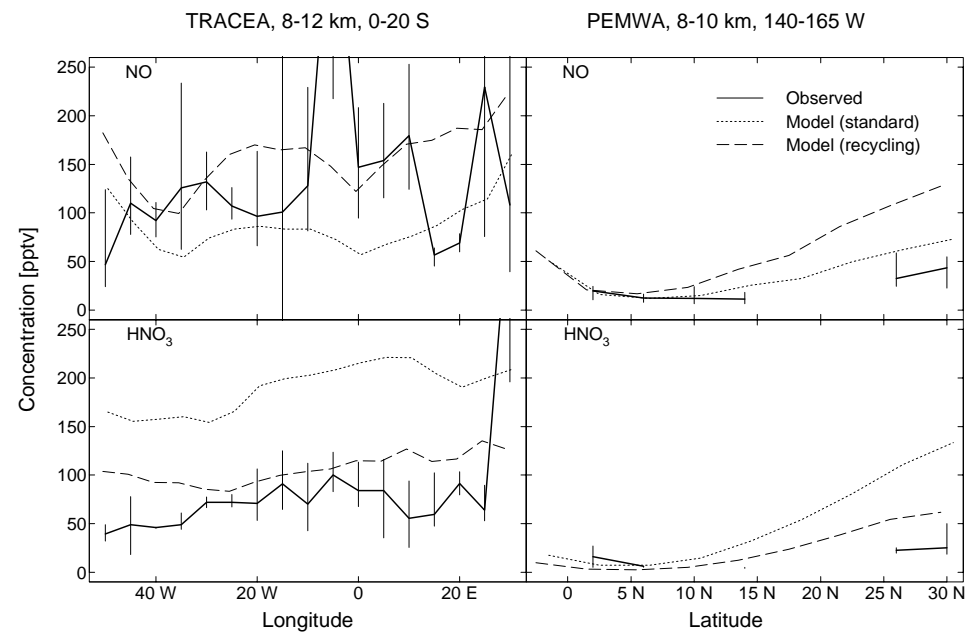 TRACEA, 8-12 km, 0-20 S
PEMWA, 8-10 km, 140-165 W
NO
NO
250
200
150
100
50
0
Observed
Model (standard)
Model (recycling)
Concentration [pptv]
HNO3
HNO3
250
200
150
100
50
0
40 W 20 W 0 20 E
0 5 N 10 N 15 N 20 N 25 N 30 N
Longitude
Latitude